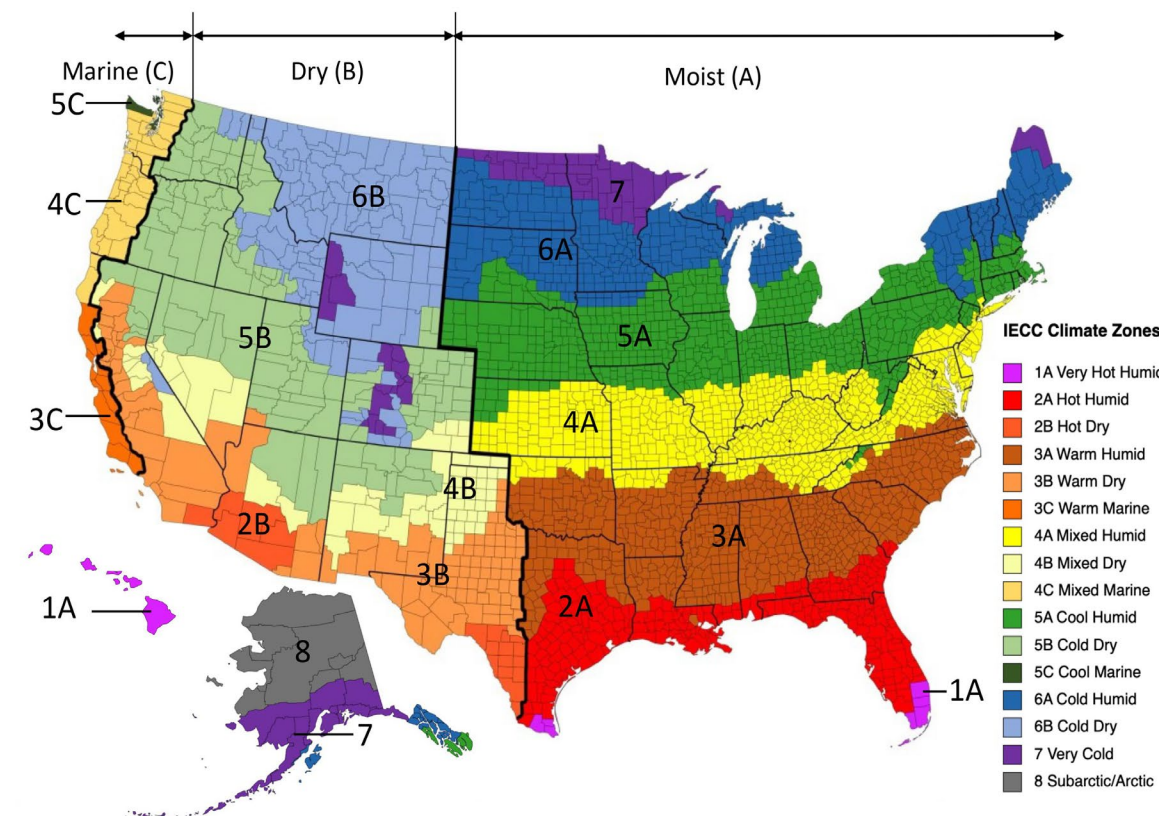 Marine (C)
Dry (B)
Moist (A)
5C
4C
6B
7
6A
5B
5A
3C
4A
4B
2B
3A
3B
2A
1A
8
1A
7
IECC Climate Zones
1A Very Hot Humid
2A Hot Humid
2B Hot Dry
3A Warm Humid
3B Warm Dry
3C Warm Marine
4A Mixed Humid
4B Mixed Dry
4C Mixed Marine
5A Cool Humid
5B Cold Dry
5C Cool Marine
6A Cold Humid
6B Cold Dry
7 Very Cold
8 Subarctic/Arctic